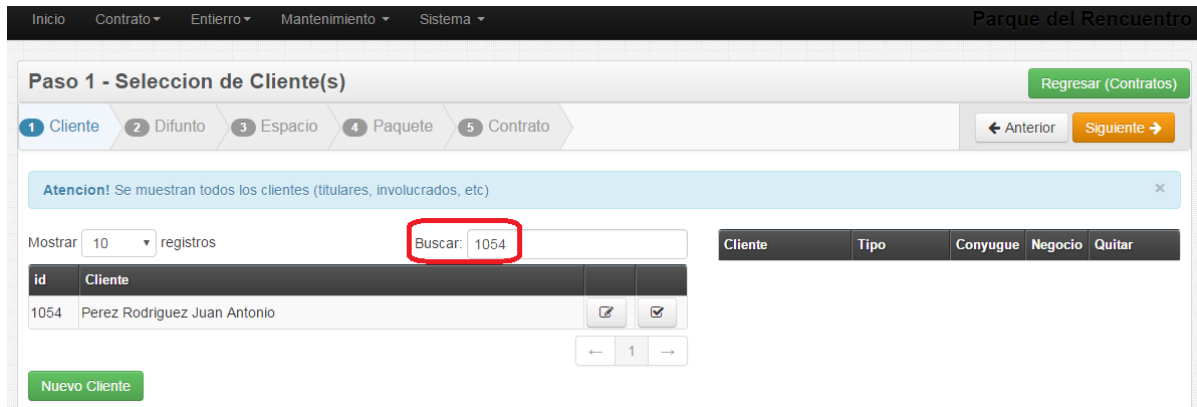 Inicio Contrato Entierro Mantenimiento Sistema Parque del Rencuentro
Paso 1 - Seleccion de Cliente(s) Regresar (Contratos)
1 Cliente 2 Difunto 3 Espacio 4 Paquete 5 Contrato ← Anterior Siguiente →
Atencion! Se muestran todos los clientes (titulares, involucrados, etc) ×
Mostrar 10 registros Buscar: 1054
Cliente Tipo Conyugue Negocio Quitar
id Cliente
1054 Perez Rodriguez Juan Antonio
← 1 →
Nuevo Cliente